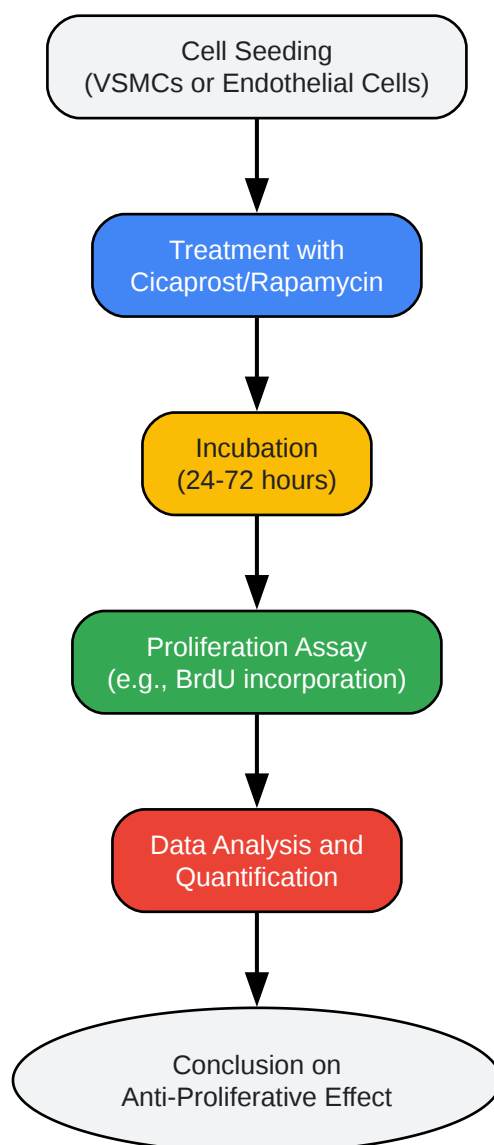 Cell Seeding
(VSMCs or Endothelial Cells)
Treatment with
Cicaprost/Rapamycin
Incubation
(24-72 hours)
Proliferation Assay
(e.g., BrdU incorporation)
Data Analysis and
Quantification
Conclusion on
Anti-Proliferative Effect